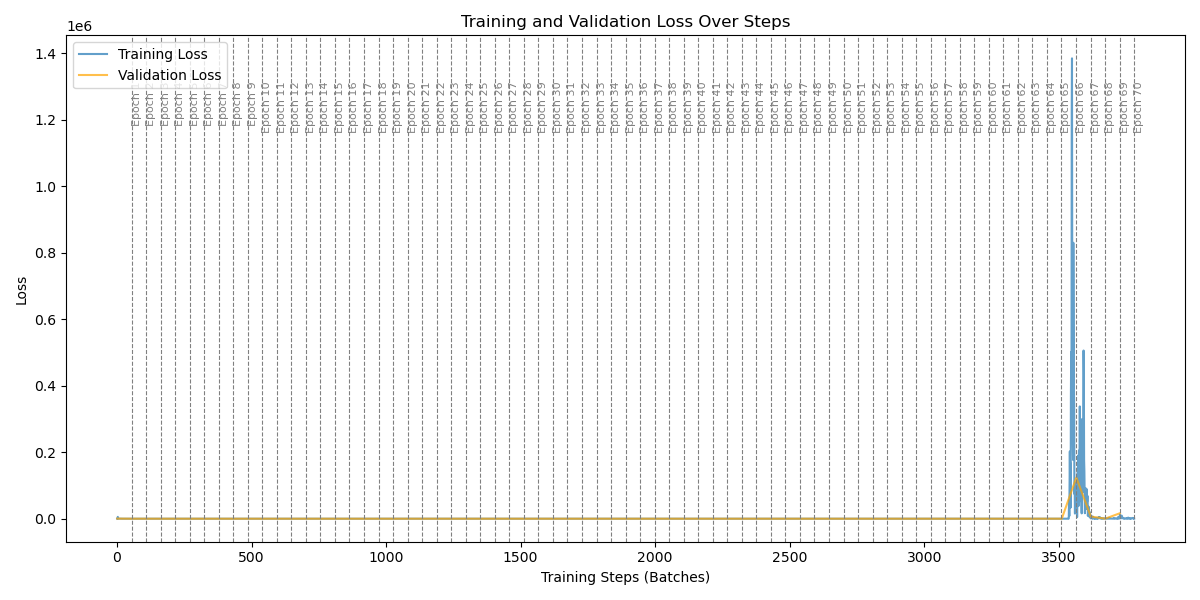 Training and Validation Loss Over Steps
1e6
Training Loss
Validation Loss
1.4
1.2
1.0
0.8
0.6
0.4
0.2
0.0
Loss
Epoch 8
Epoch 9
Epoch 10
Epoch 11
Epoch 12
Epoch 13
Epoch 14
Epoch 15
Epoch 16
Epoch 17
Epoch 18
Epoch 19
Epoch 20
Epoch 21
Epoch 22
Epoch 23
Epoch 24
Epoch 25
Epoch 26
Epoch 27
Epoch 28
Epoch 29
Epoch 30
Epoch 31
Epoch 32
Epoch 33
Epoch 34
Epoch 35
Epoch 36
Epoch 37
Epoch 38
Epoch 39
Epoch 40
Epoch 41
Epoch 42
Epoch 43
Epoch 44
Epoch 45
Epoch 46
Epoch 47
Epoch 48
Epoch 49
Epoch 50
Epoch 51
Epoch 52
Epoch 53
Epoch 54
Epoch 55
Epoch 56
Epoch 57
Epoch 58
Epoch 59
Epoch 60
Epoch 61
Epoch 62
Epoch 63
Epoch 64
Epoch 65
Epoch 66
Epoch 67
Epoch 68
Epoch 69
Epoch 70
0
500
1000
1500
2000
2500
3000
3500
Training Steps (Batches)